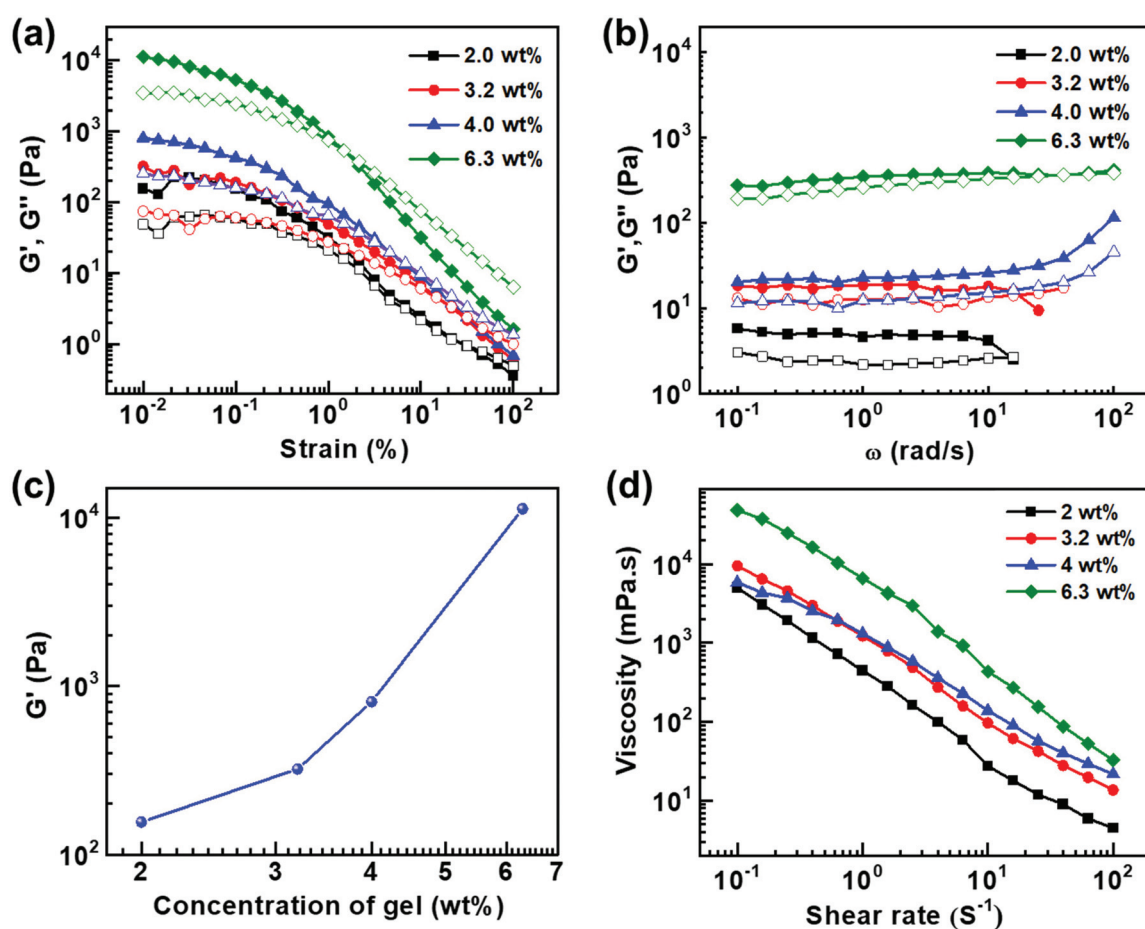 (a)
2.0 wt%
3.2 wt%
4.0 wt%
6.3 wt%
10⁴
10³
10²
10¹
10⁰
G', G'' (Pa)
10⁻² 10⁻¹ 10⁰ 10¹ 10²
Strain (%)
(b)
2.0 wt%
3.2 wt%
4.0 wt%
6.3 wt%
10⁴
10³
10²
10¹
10⁰
G',G'' (Pa)
10⁻¹ 10⁰ 10¹ 10²
ω (rad/s)
(c)
10⁴
10³
10²
G' (Pa)
2 3 4 5 6 7
Concentration of gel (wt%)
(d)
2 wt%
3.2 wt%
4 wt%
6.3 wt%
10⁴
10³
10²
10¹
Viscosity (mPa.s)
10⁻¹ 10⁰ 10¹ 10²
Shear rate (S⁻¹)